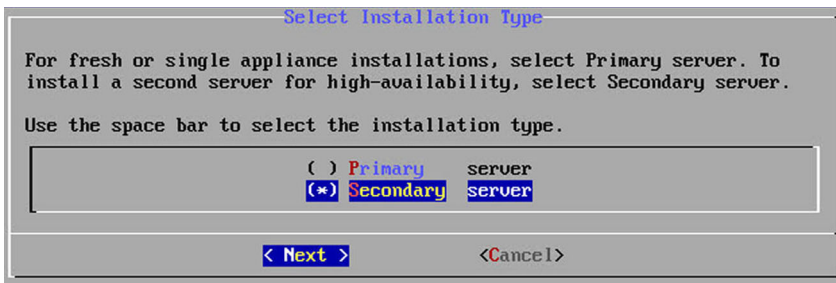 Select Installation Type
For fresh or single appliance installations, select Primary server. To
install a second server for high-availability, select Secondary server.
Use the space bar to select the installation type.
( ) Primary server
(*) Secondary server
< Next > <Cancel>